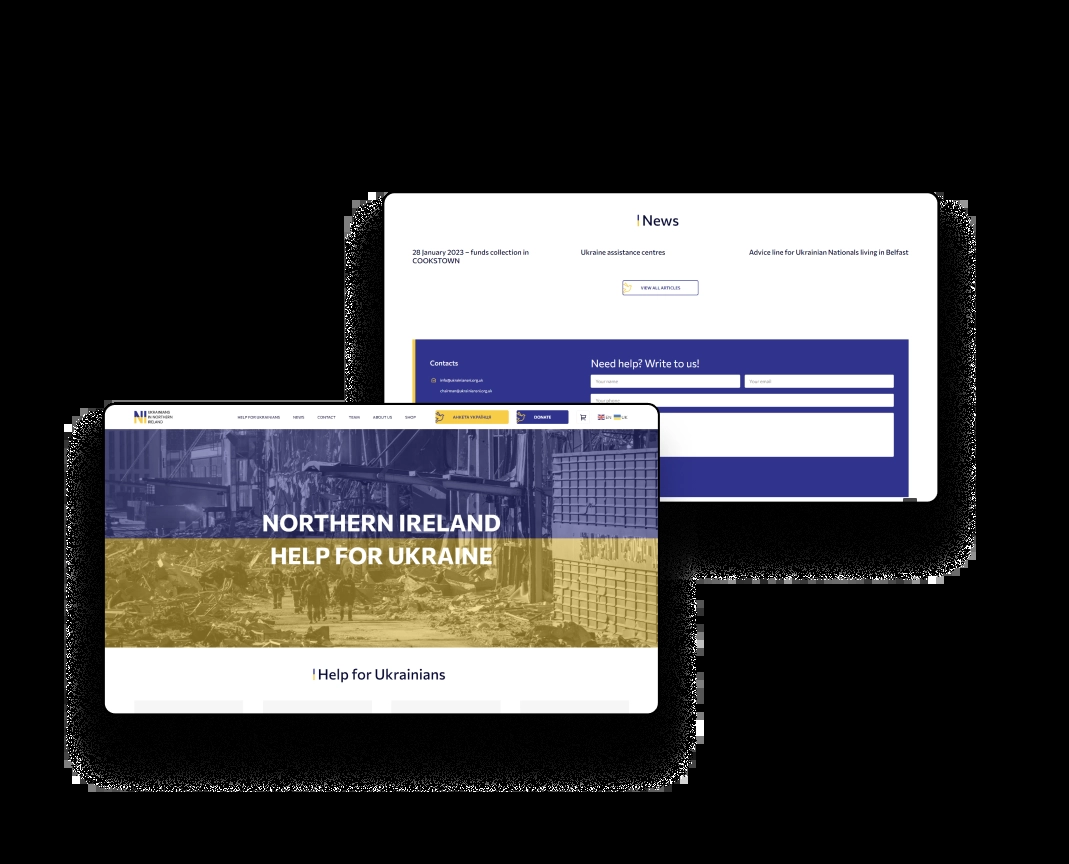 News
28 January 2023 – funds collection in
COOKSTOWN
Ukraine assistance centres
Advice line for Ukrainian Nationals living in Belfast
VIEW ALL ARTICLES
Contacts
Need help? Write to us!
Your name
Your email
Your phone
NI UKRAINIANS
IN NORTHERN
IRELAND
HELP FOR UKRAINIANS
NEWS
CONTACT
TEAM
ABOUT US
SHOP
АНКЕТА УКРАЇНЦЯ
DONATE
EN
UK
NORTHERN IRELAND
HELP FOR UKRAINE
Help for Ukrainians